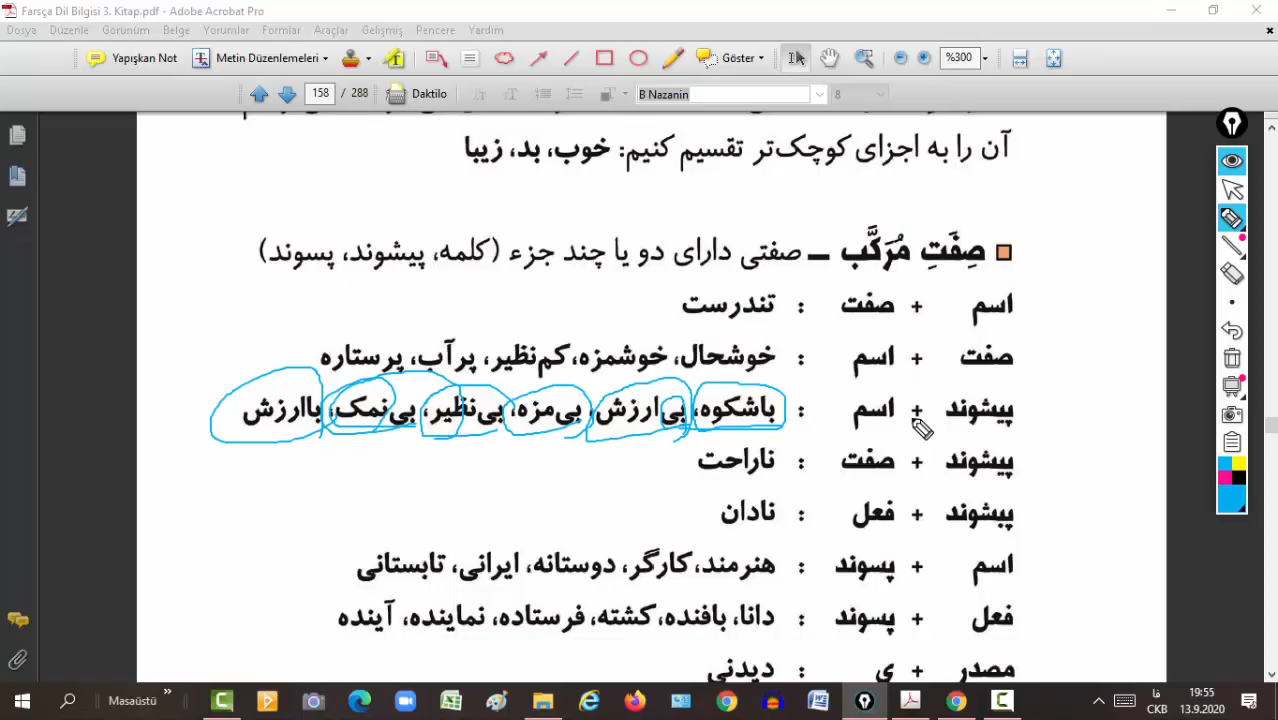 Farsça Dil Bilgisi 3. Kitap.pdf - Adobe Acrobat Pro
Dosya Düzenle Görünüm Belge Yorumlar Formlar Araçlar Gelişmiş Pencere Yardım
Yapışkan Not Metin Düzenlemeleri Göster %300
158 / 288 Daktilo B Nazanin 8
آن را به اجزای کوچک‌تر تقسیم کنیم: خوب، بد، زیبا
صِفَتِ مُرَکَّب ــ صفتی دارای دو یا چند جزء (کلمه، پیشوند، پسوند)
اسم + صفت : تندرست
صفت + اسم : خوشحال، خوشمزه، کم‌نظیر، پرآب، پرستاره
پیشوند + اسم : باشکوه، بی‌ارزش، بی‌مزه، بی‌نظیر، بی‌نمک، باارزش
پیشوند + صفت : ناراحت
پیشوند + فعل : نادان
اسم + پسوند : هنرمند، کارگر، دوستانه، ایرانی، تابستانی
فعل + پسوند : دانا، بافنده، کشته، فرستاده، نماینده، آینده
مصدر + ی : دیدنی
Masaüstü » فا 19:55
CKB 13.9.2020